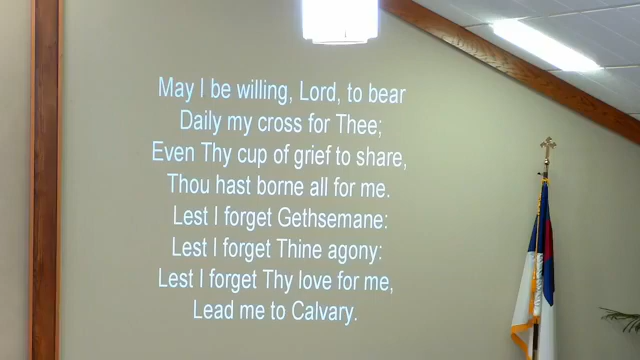 May I be willing, Lord, to bear
Daily my cross for Thee;
Even Thy cup of grief to share,
Thou hast borne all for me.
Lest I forget Gethsemane:
Lest I forget Thine agony:
Lest I forget Thy love for me,
Lead me to Calvary.